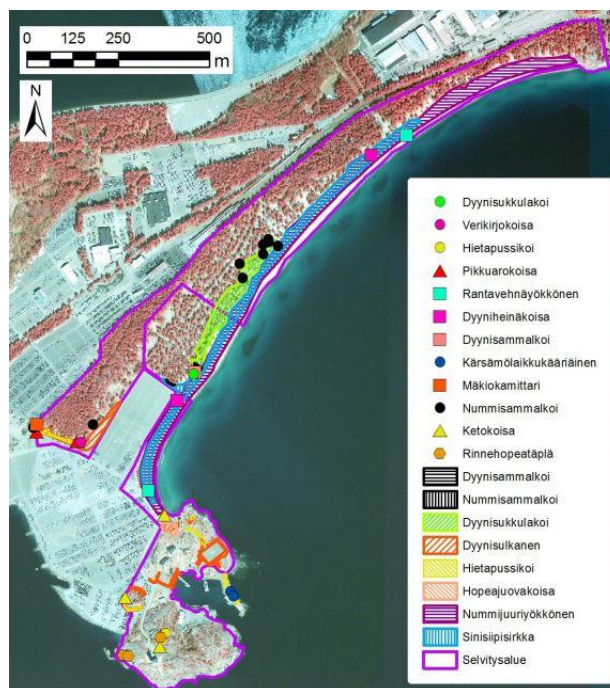 0 125 250 500
m
N
Dyynisukkulakoi
Verikirjokoisa
Hietapussikoi
Pikkuarokoisa
Rantavehnäyökkönen
Dyyniheinäkoisa
Dyynisammalkoi
Kärsämölaikkukääriäinen
Mäkiokamittari
Nummisammalkoi
Ketokoisa
Rinnehopeatäplä
Dyynisammalkoi
Nummisammalkoi
Dyynisukkulakoi
Dyynisulkanen
Hietapussikoi
Hopeajuovakoisa
Nummijuuriyökkönen
Sinisiipisirkka
Selvitysalue